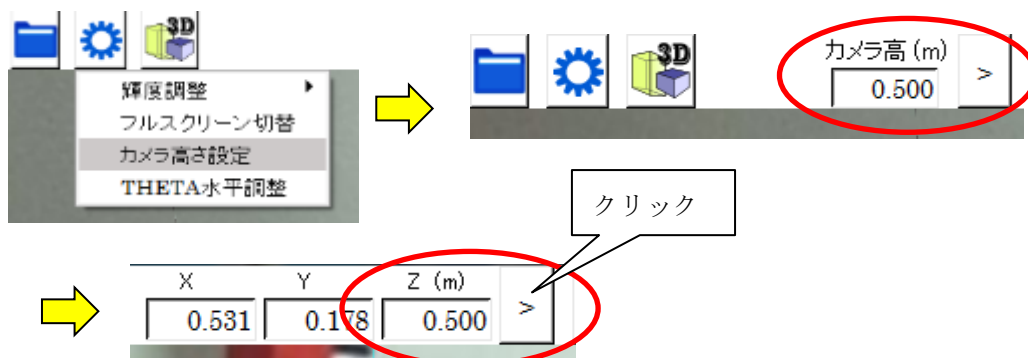 3D
輝度調整
フルスクリーン切替
カメラ高さ設定
THETA水平調整
3D
カメラ高 (m)
0.500
>
クリック
X Y Z (m)
0.531 0.178 0.500 >